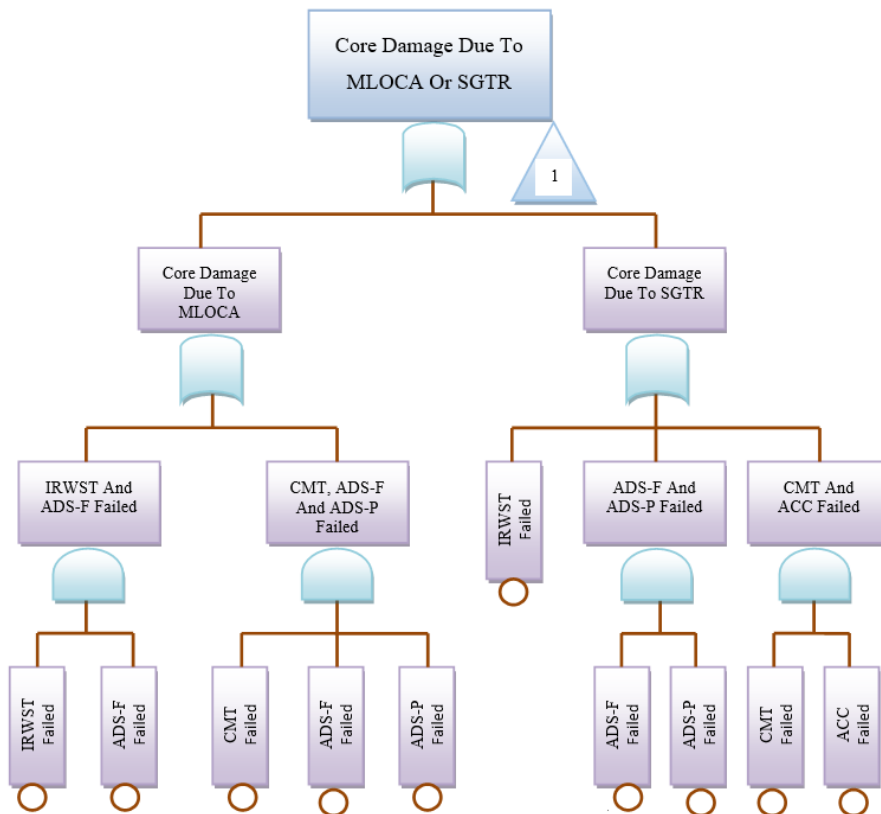 Core Damage Due To
MLOCA Or SGTR
1
Core Damage
Due To
MLOCA
Core Damage
Due To SGTR
IRWST And
ADS-F Failed
CMT, ADS-F
And ADS-P
Failed
IRWST
Failed
ADS-F And
ADS-P Failed
CMT And
ACC Failed
IRWST
Failed
ADS-F
Failed
CMT
Failed
ADS-F
Failed
ADS-P
Failed
ADS-F
Failed
ADS-P
Failed
CMT
Failed
ACC
Failed